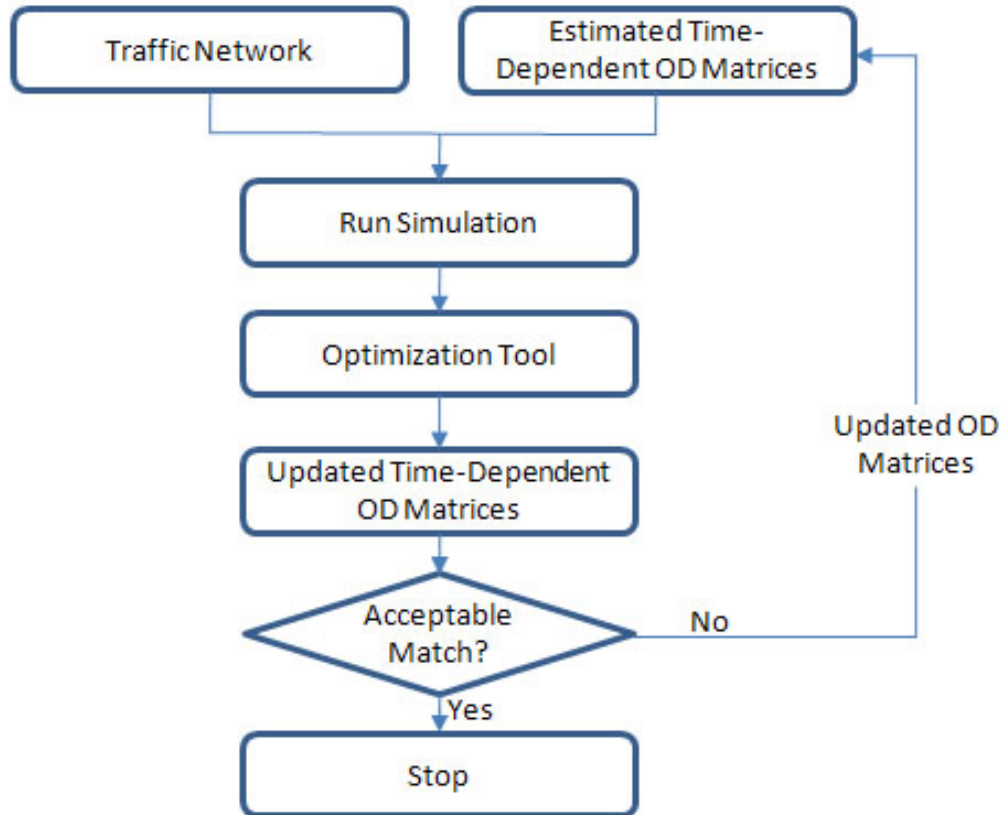 Traffic Network
Estimated Time-
Dependent OD Matrices
Run Simulation
Optimization Tool
Updated Time-Dependent
OD Matrices
Updated OD
Matrices
Acceptable
Match?
No
Yes
Stop